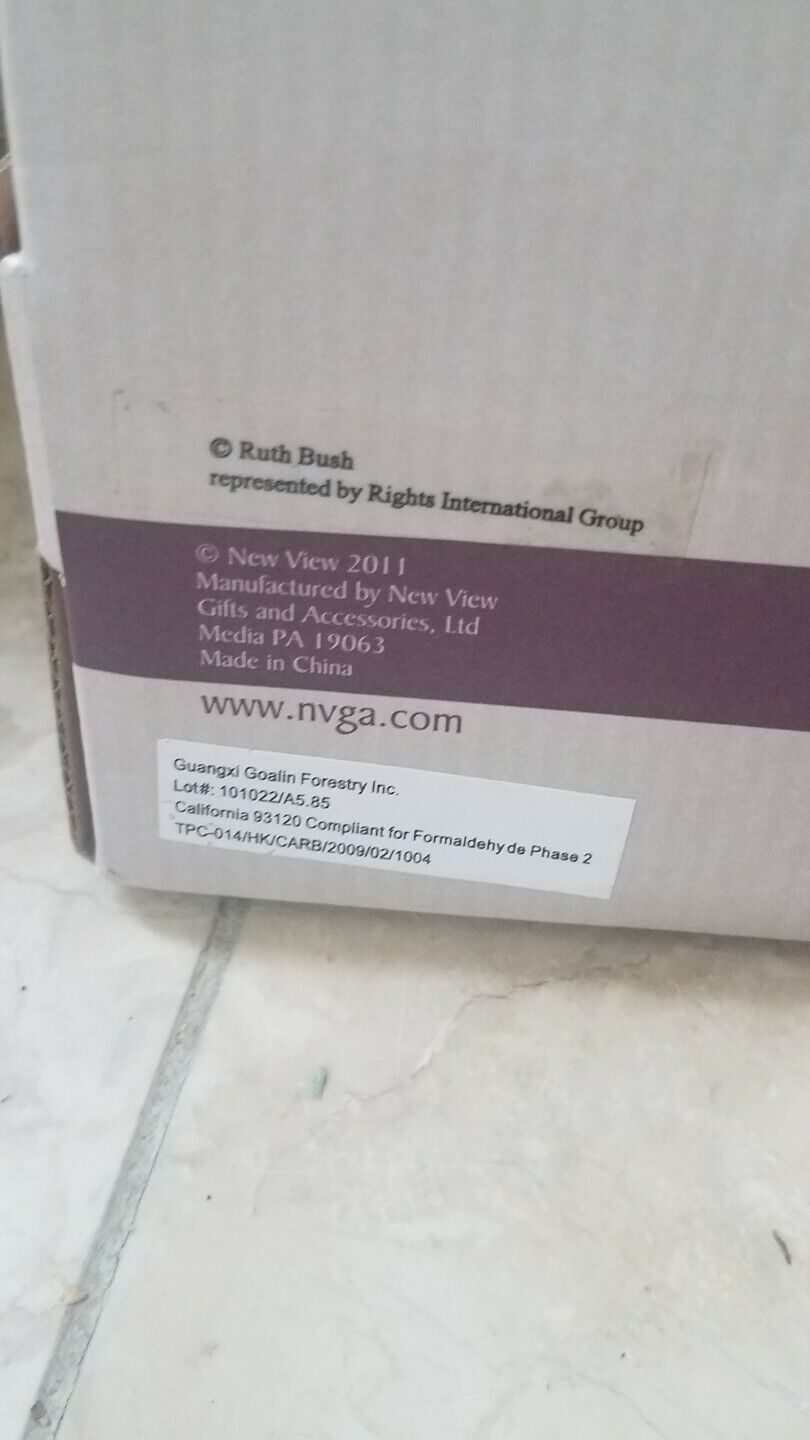 © Ruth Bush
represented by Rights International Group
© New View 2011
Manufactured by New View
Gifts and Accessories, Ltd
Media PA 19063
Made in China
www.nvga.com
Guangxi Goalin Forestry Inc.
Lot#: 101022/A5.85
California 93120 Compliant for Formaldehyde Phase 2
TPC-014/HK/CARB/2009/02/1004